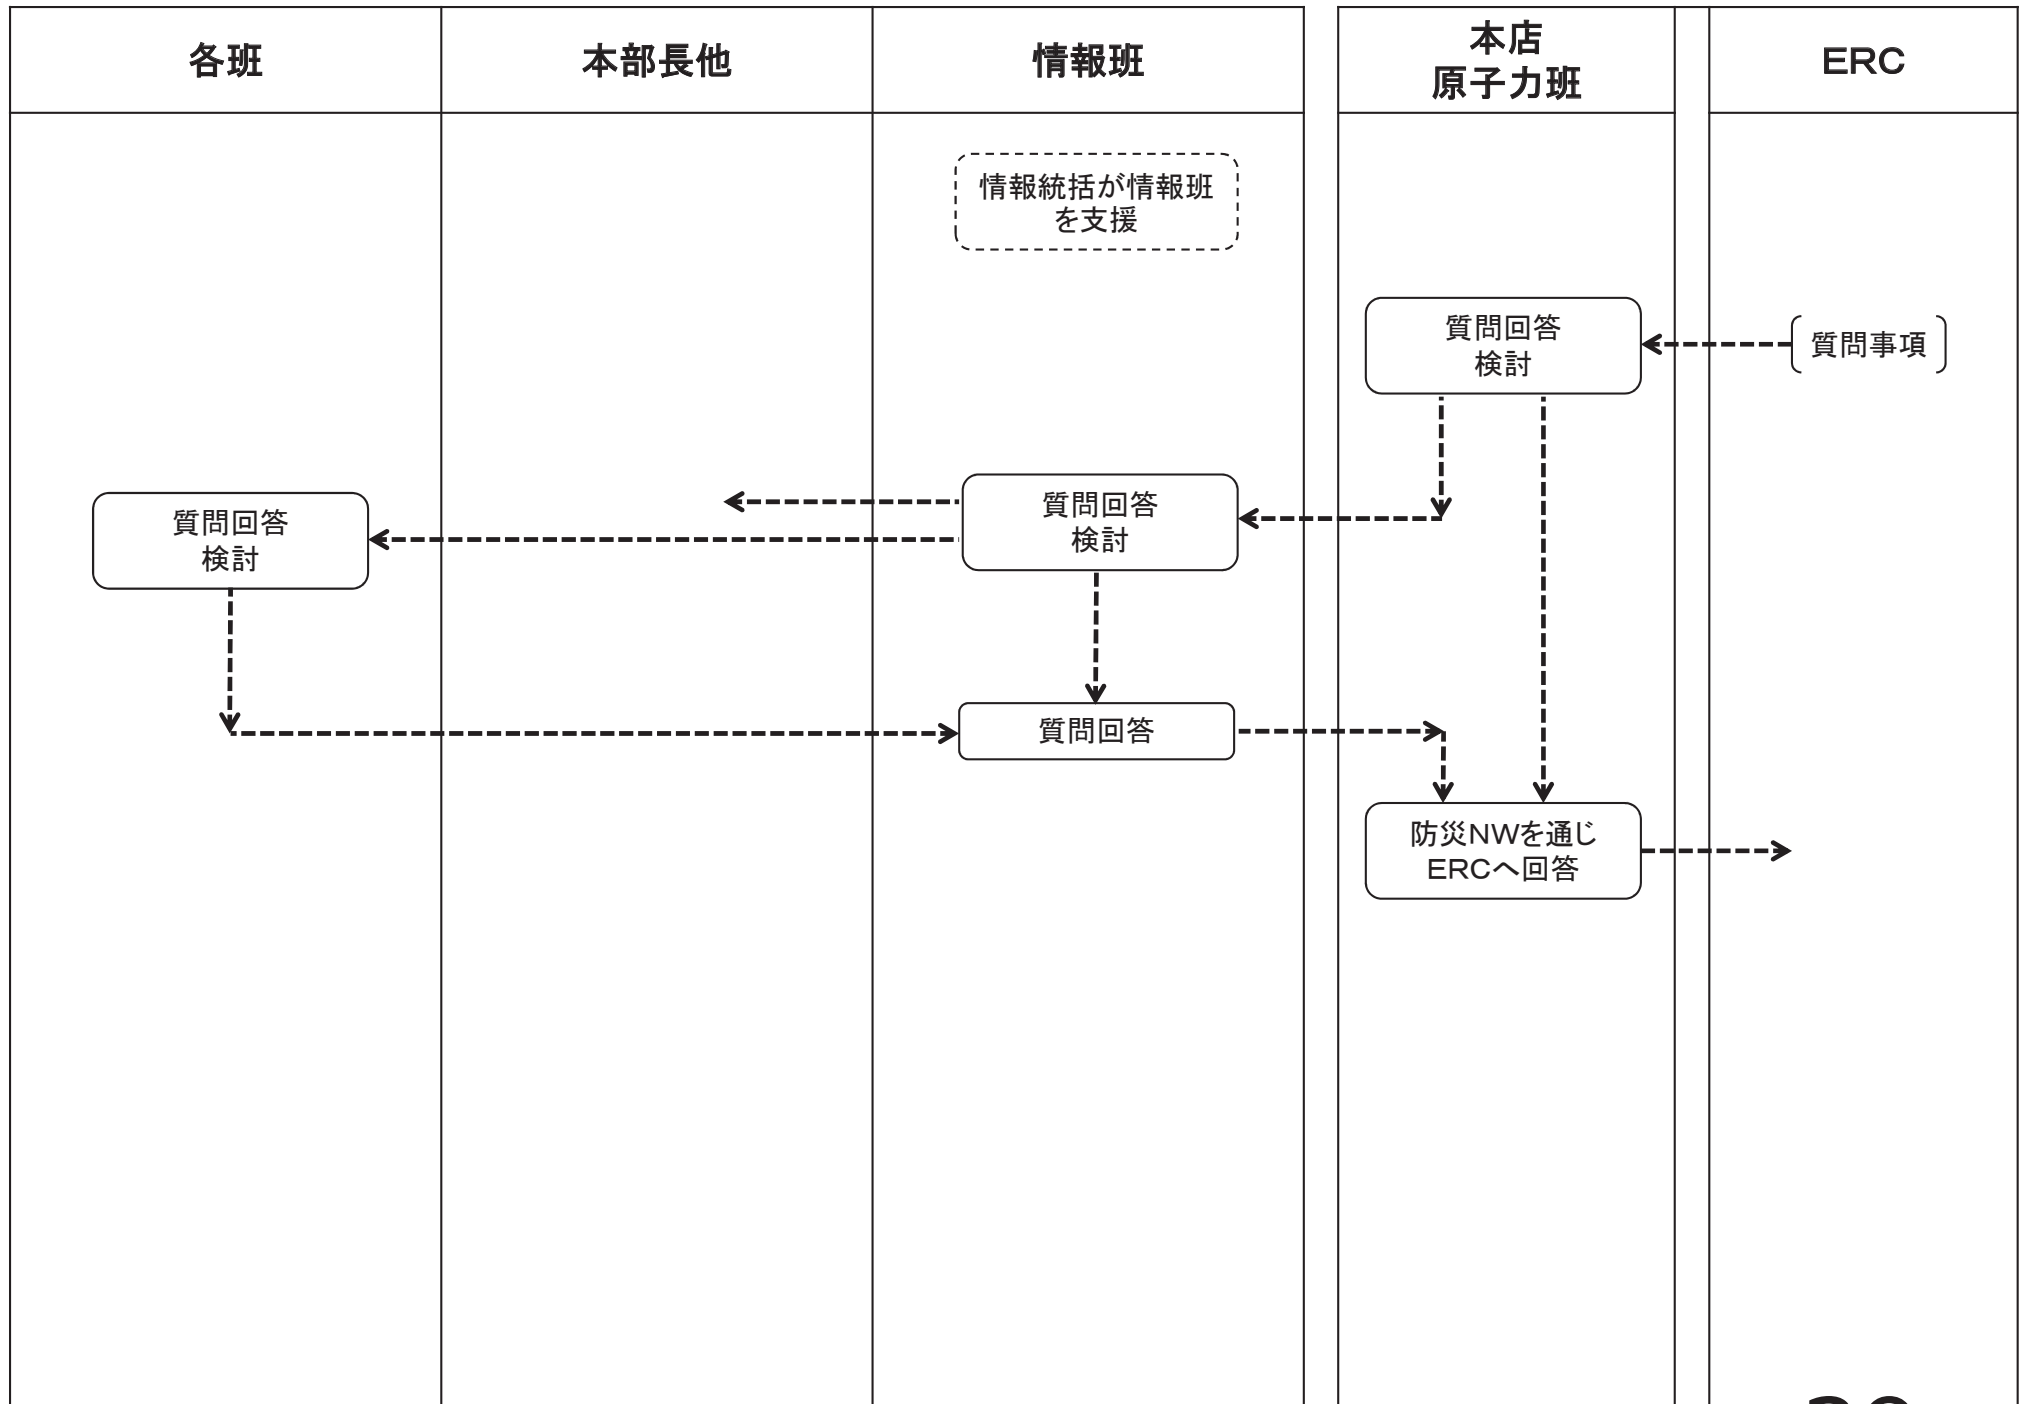 各班
本部長他
情報班
本店
原子力班
ERC
情報統括が情報班
を支援
質問回答
検討
質問事項
質問回答
検討
質問回答
検討
質問回答
防災NWを通じ
ERCへ回答